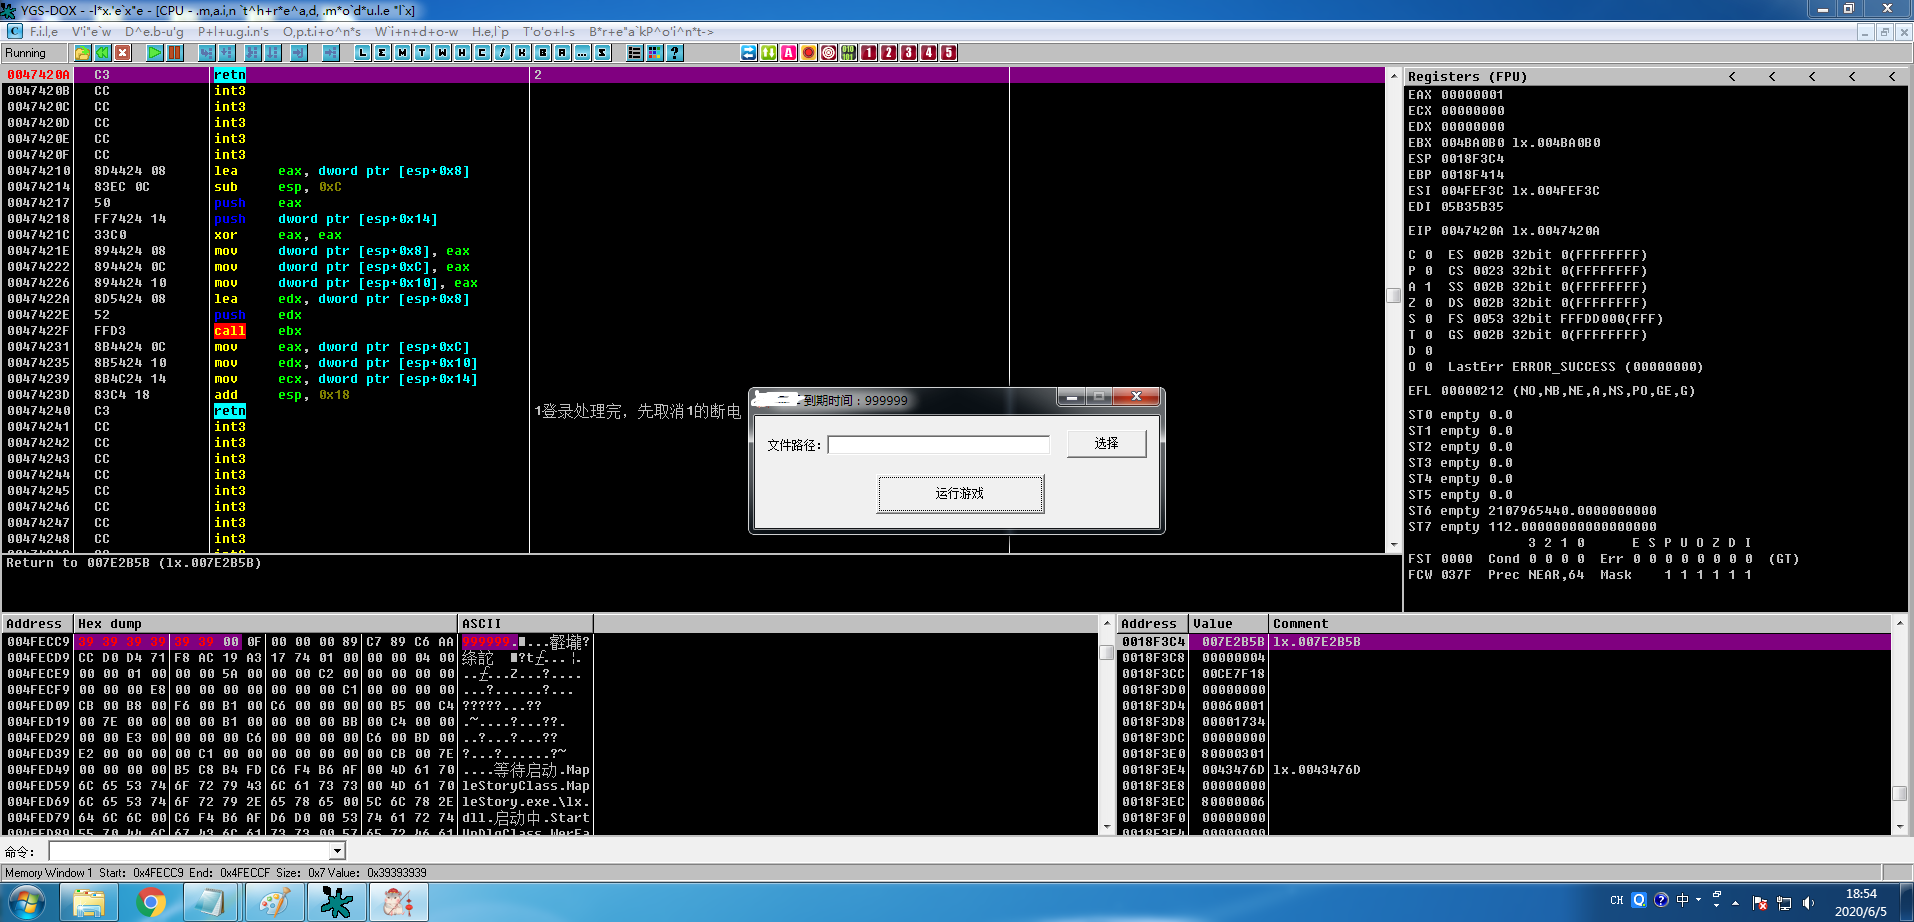 YGS-DOX - -l*x.'e`x"e - [CPU - .m,a.i,n `t^h+r*e^a,d, .m*o`d*u.l.e "l`x]
C F.i.l,e V'i"e`w D^e.b-u'g P+l+u.g.i.n's O,p.t.i+o^n*s W`i+n+d+o-w H.e,l`p T'o'o+l-s B*r+e"a`kP^o'i^n*t->
Running L E M T W H C / K B R ... S ? A 1 2 3 4 5
0047420A C3 retn 2
0047420B CC int3
0047420C CC int3
0047420D CC int3
0047420E CC int3
0047420F CC int3
00474210 8D4424 08 lea eax, dword ptr [esp+0x8]
00474214 83EC 0C sub esp, 0xC
00474217 50 push eax
00474218 FF7424 14 push dword ptr [esp+0x14]
0047421C 33C0 xor eax, eax
0047421E 894424 08 mov dword ptr [esp+0x8], eax
00474222 894424 0C mov dword ptr [esp+0xC], eax
00474226 894424 10 mov dword ptr [esp+0x10], eax
0047422A 8D5424 08 lea edx, dword ptr [esp+0x8]
0047422E 52 push edx
0047422F FFD3 call ebx
00474231 8B4424 0C mov eax, dword ptr [esp+0xC]
00474235 8B5424 10 mov edx, dword ptr [esp+0x10]
00474239 8B4C24 14 mov ecx, dword ptr [esp+0x14]
0047423D 83C4 18 add esp, 0x18
00474240 C3 retn 1登录处理完，先取消1的断电
00474241 CC int3
00474242 CC int3
00474243 CC int3
00474244 CC int3
00474245 CC int3
00474246 CC int3
00474247 CC int3
00474248 CC int3
Return to 007E2B5B (lx.007E2B5B)
到期时间：999999
文件路径：
选择
运行游戏
Registers (FPU) < < < < <
EAX 00000001
ECX 00000000
EDX 00000000
EBX 004BA0B0 lx.004BA0B0
ESP 0018F3C4
EBP 0018F414
ESI 004FEF3C lx.004FEF3C
EDI 05B35B35
EIP 0047420A lx.0047420A
C 0 ES 002B 32bit 0(FFFFFFFF)
P 0 CS 0023 32bit 0(FFFFFFFF)
A 1 SS 002B 32bit 0(FFFFFFFF)
Z 0 DS 002B 32bit 0(FFFFFFFF)
S 0 FS 0053 32bit FFFDD000(FFF)
T 0 GS 002B 32bit 0(FFFFFFFF)
D 0
O 0 LastErr ERROR_SUCCESS (00000000)
EFL 00000212 (NO,NB,NE,A,NS,PO,GE,G)
ST0 empty 0.0
ST1 empty 0.0
ST2 empty 0.0
ST3 empty 0.0
ST4 empty 0.0
ST5 empty 0.0
ST6 empty 2107965440.0000000000
ST7 empty 112.00000000000000000
3 2 1 0 E S P U O Z D I
FST 0000 Cond 0 0 0 0 Err 0 0 0 0 0 0 0 0 (GT)
FCW 037F Prec NEAR,64 Mask 1 1 1 1 1 1
Address Hex dump ASCII
004FECC9 39 39 39 39 39 39 00 0F 00 00 00 89 C7 89 C6 AA 999999.
004FECD9 CC D0 D4 71 F8 AC 19 A3 17 74 01 00 00 00 04 00
004FECE9 00 00 01 00 00 00 5A 00 00 00 C2 00 00 00 00 00
004FECF9 00 00 00 E8 00 00 00 00 00 00 00 C1 00 00 00 00 ...?......?...
004FED09 CB 00 B8 00 F6 00 B1 00 C6 00 00 00 00 B5 00 C4 ?????...??
004FED19 00 7E 00 00 00 00 B1 00 00 00 00 BB 00 C4 00 00 .~....?...??.
004FED29 00 00 E3 00 00 00 00 C6 00 00 00 00 C6 00 BD 00 ..?...?...??
004FED39 E2 00 00 00 00 C1 00 00 00 00 00 00 00 CB 00 7E ?...?......?~
004FED49 00 00 00 00 B5 C8 B4 FD C6 F4 B6 AF 00 4D 61 70 ....等待启动.Map
004FED59 6C 65 53 74 6F 72 79 43 6C 61 73 73 00 4D 61 70 leStoryClass.Map
004FED69 6C 65 53 74 6F 72 79 2E 65 78 65 00 5C 6C 78 2E leStory.exe.\lx.
004FED79 64 6C 6C 00 C6 F4 B6 AF D6 D0 00 53 74 61 72 74 dll.启动中.Start
004FED89 55 70 44 6C 67 43 6C 61 73 73 00 57 65 72 46 61 UpDlgClass.WerFa
Address Value Comment
0018F3C4 007E2B5B lx.007E2B5B
0018F3C8 00000004
0018F3CC 00CE7F18
0018F3D0 00000000
0018F3D4 00060001
0018F3D8 00001734
0018F3DC 00000000
0018F3E0 80000301
0018F3E4 0043476D lx.0043476D
0018F3E8 00000000
0018F3EC 80000006
0018F3F0 00000000
0018F3F4 00000000
命令：
Memory Window 1 Start: 0x4FECC9 End: 0x4FECCF Size: 0x7 Value: 0x39393939
CH 中 18:54
2020/6/5